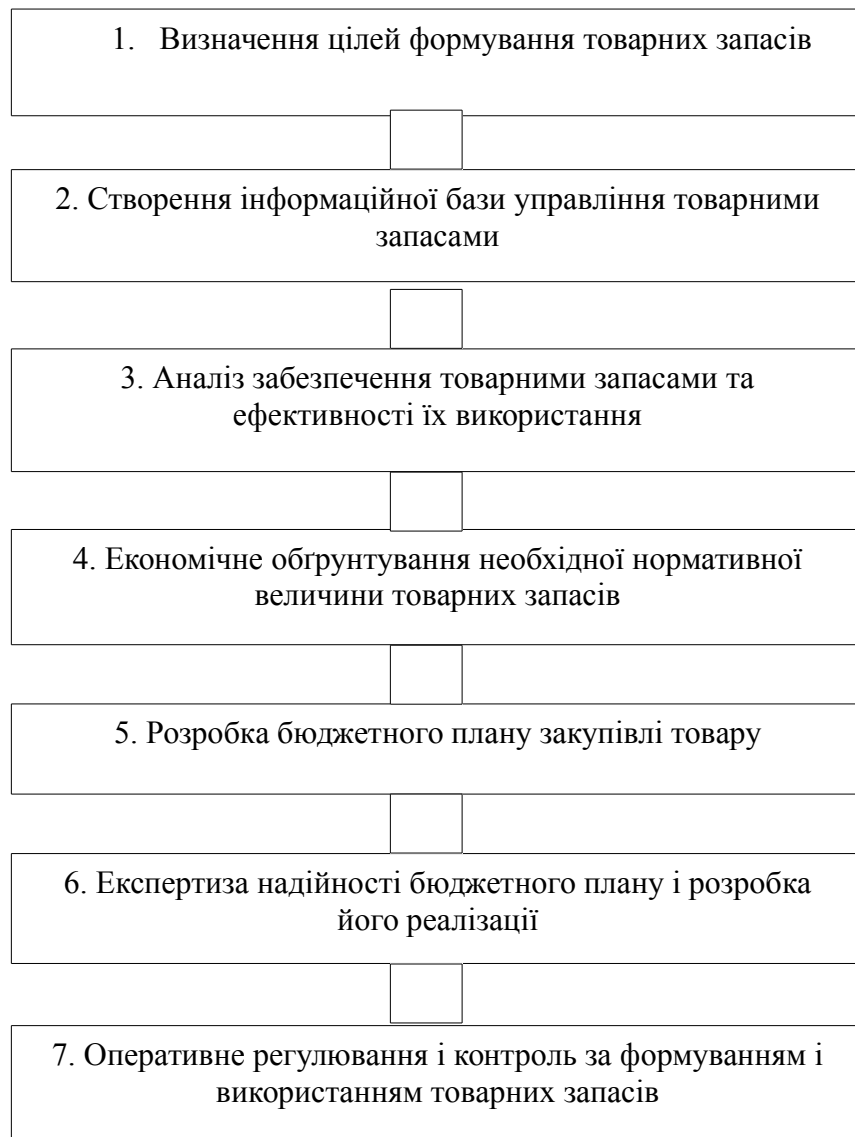 1. Визначення цілей формування товарних запасів
2. Створення інформаційної бази управління товарними
запасами
3. Аналіз забезпечення товарними запасами та
ефективності їх використання
4. Економічне обґрунтування необхідної нормативної
величини товарних запасів
5. Розробка бюджетного плану закупівлі товару
6. Експертиза надійності бюджетного плану і розробка
його реалізації
7. Оперативне регулювання і контроль за формуванням і
використанням товарних запасів